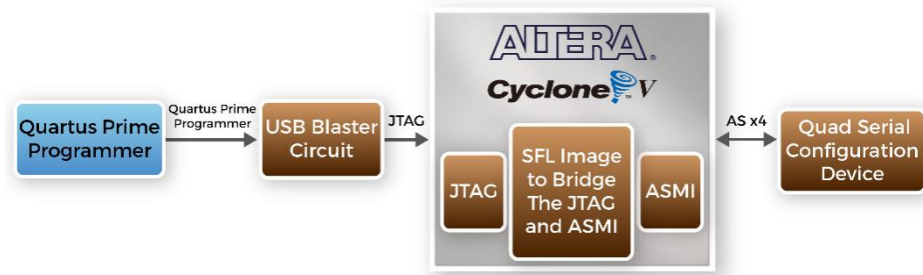 ALTERA®
Cyclone™ V
Quartus Prime
Programmer
Quartus Prime
Programmer
USB Blaster
Circuit
JTAG
JTAG
SFL Image
to Bridge
The JTAG
and ASMI
ASMI
AS x4
Quad Serial
Configuration
Device